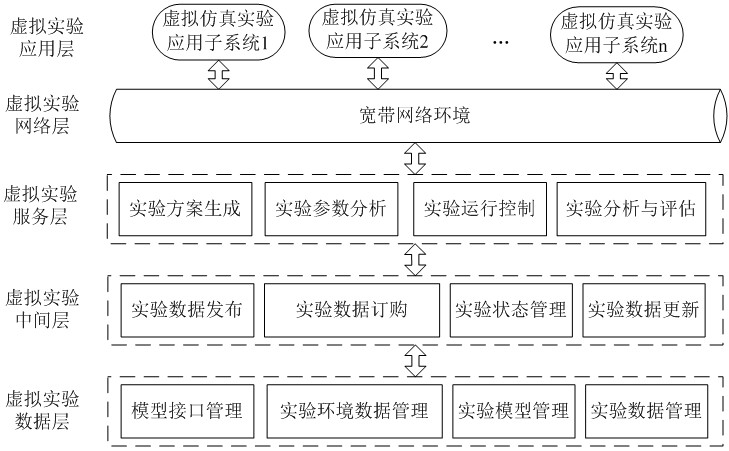 虚拟实验
应用层
虚拟仿真实验
应用子系统1
虚拟仿真实验
应用子系统2
...
虚拟仿真实验
应用子系统n
虚拟实验
网络层
宽带网络环境
虚拟实验
服务层
实验方案生成
实验参数分析
实验运行控制
实验分析与评估
虚拟实验
中间层
实验数据发布
实验数据订购
实验状态管理
实验数据更新
虚拟实验
数据层
模型接口管理
实验环境数据管理
实验模型管理
实验数据管理